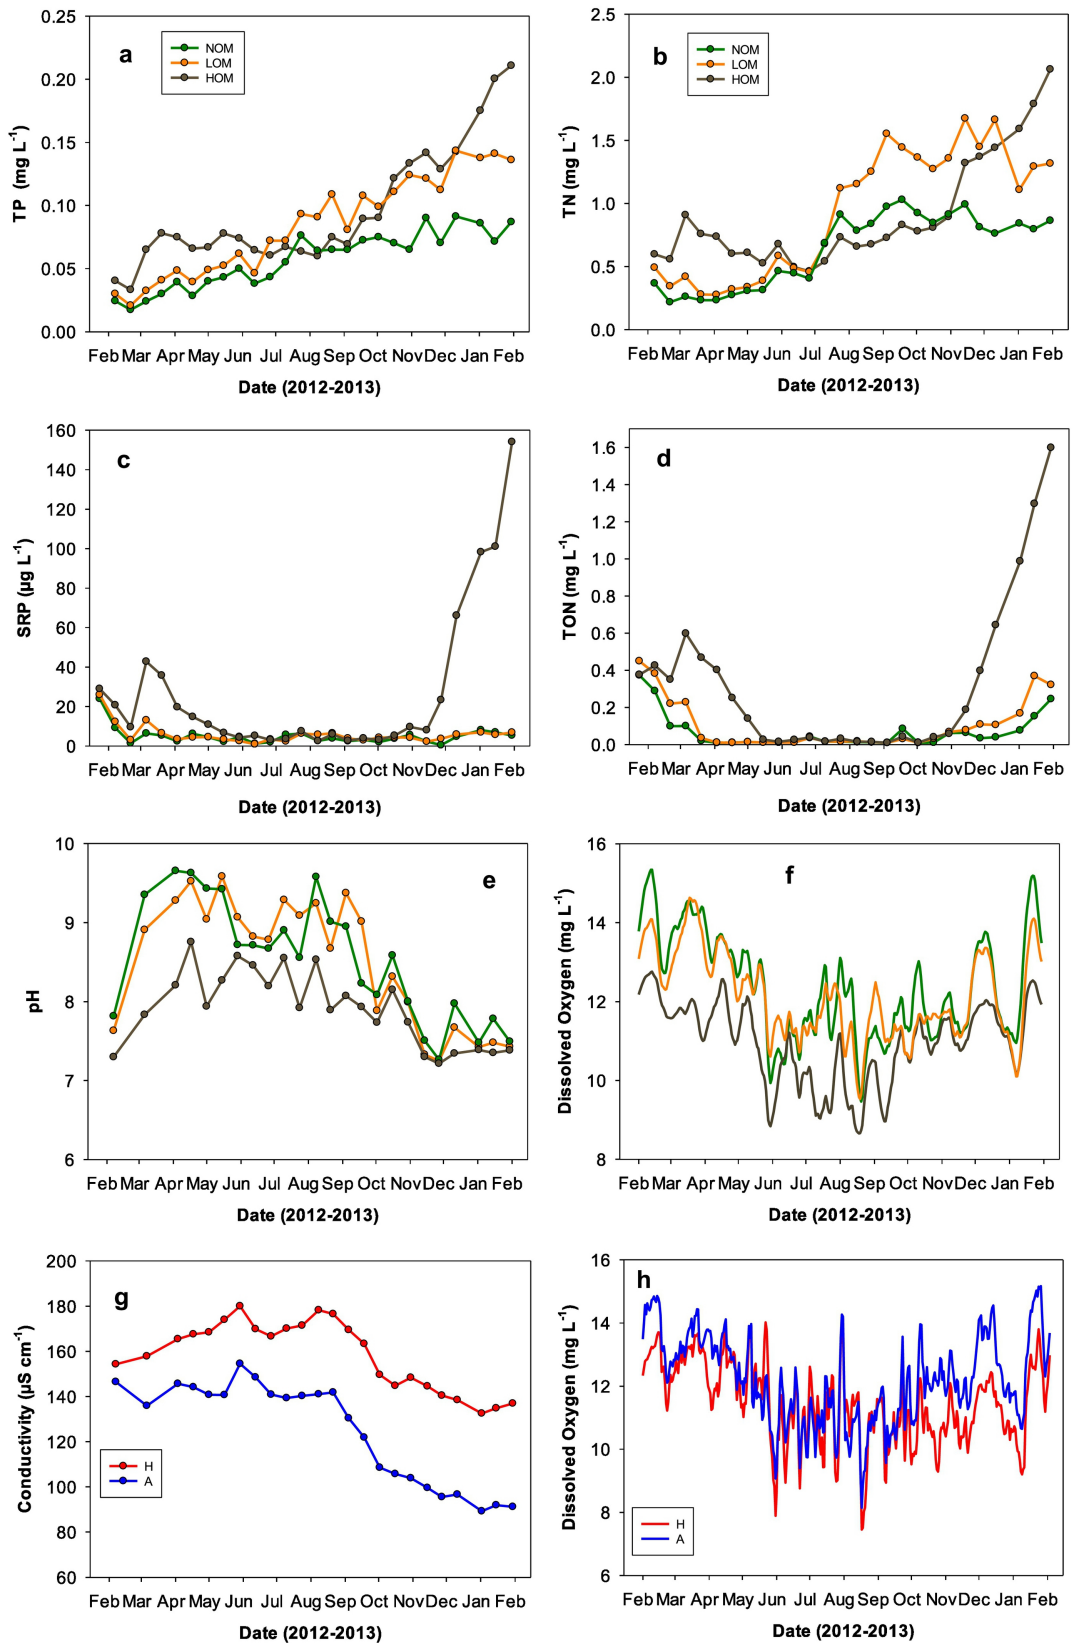 a
NOM
LOM
HOM
TP (mg L-1)
0.25
0.20
0.15
0.10
0.05
0.00
Feb Mar Apr May Jun Jul Aug Sep Oct Nov Dec Jan Feb
Date (2012-2013)
b
NOM
LOM
HOM
TN (mg L-1)
2.5
2.0
1.5
1.0
0.5
0.0
Feb Mar Apr May Jun Jul Aug Sep Oct Nov Dec Jan Feb
Date (2012-2013)
c
SRP (µg L-1)
160
140
120
100
80
60
40
20
0
Feb Mar Apr May Jun Jul Aug Sep Oct Nov Dec Jan Feb
Date (2012-2013)
d
TON (mg L-1)
1.6
1.4
1.2
1.0
0.8
0.6
0.4
0.2
0.0
Feb Mar Apr May Jun Jul Aug Sep Oct Nov Dec Jan Feb
Date (2012-2013)
e
pH
10
9
8
7
6
Feb Mar Apr May Jun Jul Aug Sep Oct Nov Dec Jan Feb
Date (2012-2013)
f
Dissolved Oxygen (mg L-1)
16
14
12
10
8
Feb Mar Apr May Jun Jul Aug Sep Oct Nov Dec Jan Feb
Date (2012-2013)
g
H
A
Conductivity (µS cm-1)
200
180
160
140
120
100
80
60
Feb Mar Apr May Jun Jul Aug Sep Oct Nov Dec Jan Feb
Date (2012-2013)
h
H
A
Dissolved Oxygen (mg L-1)
16
14
12
10
8
6
Feb Mar Apr May Jun Jul Aug Sep Oct Nov Dec Jan Feb
Date (2012-2013)